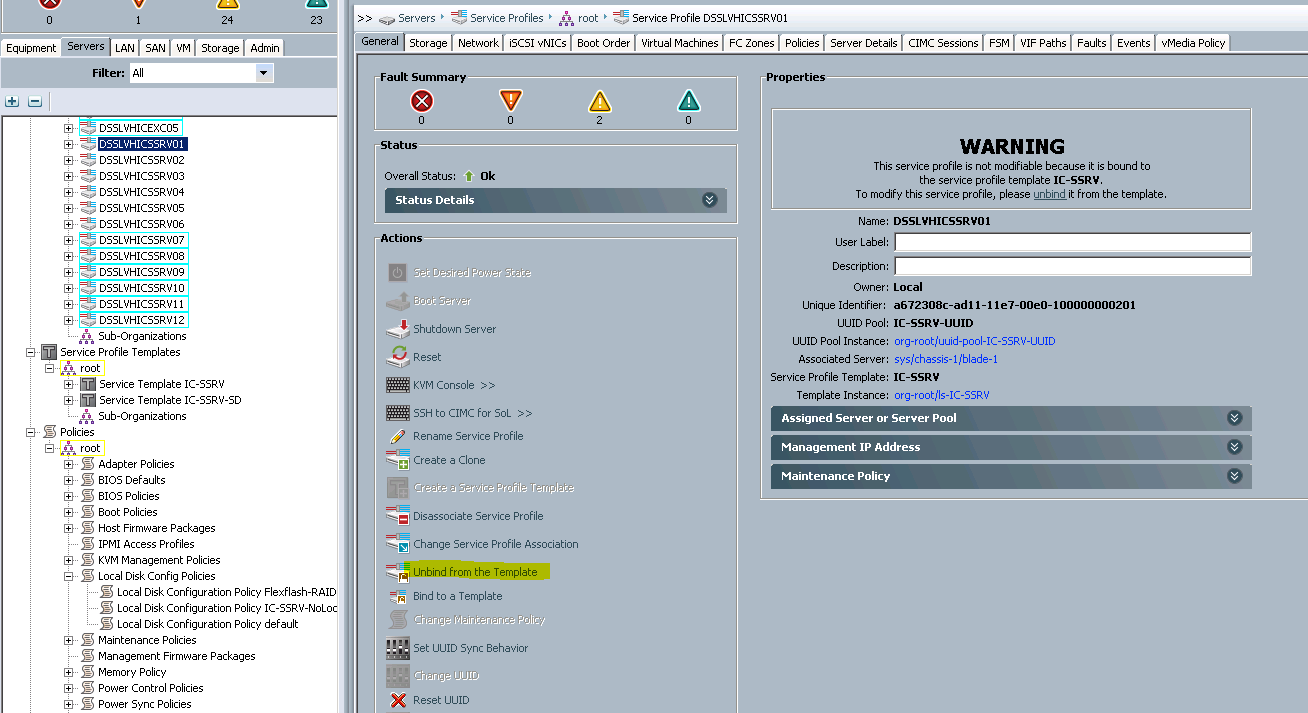 0 1 24 23
Equipment Servers LAN SAN VM Storage Admin
Filter: All
DSSLVHICEXC05
DSSLVHICSSRV01
DSSLVHICSSRV02
DSSLVHICSSRV03
DSSLVHICSSRV04
DSSLVHICSSRV05
DSSLVHICSSRV06
DSSLVHICSSRV07
DSSLVHICSSRV08
DSSLVHICSSRV09
DSSLVHICSSRV10
DSSLVHICSSRV11
DSSLVHICSSRV12
Sub-Organizations
Service Profile Templates
root
Service Template IC-SSRV
Service Template IC-SSRV-SD
Sub-Organizations
Policies
root
Adapter Policies
BIOS Defaults
BIOS Policies
Boot Policies
Host Firmware Packages
IPMI Access Profiles
KVM Management Policies
Local Disk Config Policies
Local Disk Configuration Policy Flexflash-RAID
Local Disk Configuration Policy IC-SSRV-NoLoc
Local Disk Configuration Policy default
Maintenance Policies
Management Firmware Packages
Memory Policy
Power Control Policies
Power Sync Policies
>> Servers Service Profiles root Service Profile DSSLVHICSSRV01
General Storage Network iSCSI vNICs Boot Order Virtual Machines FC Zones Policies Server Details CIMC Sessions FSM VIF Paths Faults Events vMedia Policy
Fault Summary
0 0 2 0
Status
Overall Status: Ok
Status Details
Actions
Set Desired Power State
Boot Server
Shutdown Server
Reset
KVM Console >>
SSH to CIMC for SoL >>
Rename Service Profile
Create a Clone
Create a Service Profile Template
Disassociate Service Profile
Change Service Profile Association
Unbind from the Template
Bind to a Template
Change Maintenance Policy
Set UUID Sync Behavior
Change UUID
Reset UUID
Properties
WARNING
This service profile is not modifiable because it is bound to
the service profile template IC-SSRV.
To modify this service profile, please unbind it from the template.
Name: DSSLVHICSSRV01
User Label:
Description:
Owner: Local
Unique Identifier: a672308c-ad11-11e7-00e0-100000000201
UUID Pool: IC-SSRV-UUID
UUID Pool Instance: org-root/uuid-pool-IC-SSRV-UUID
Associated Server: sys/chassis-1/blade-1
Service Profile Template: IC-SSRV
Template Instance: org-root/ls-IC-SSRV
Assigned Server or Server Pool
Management IP Address
Maintenance Policy